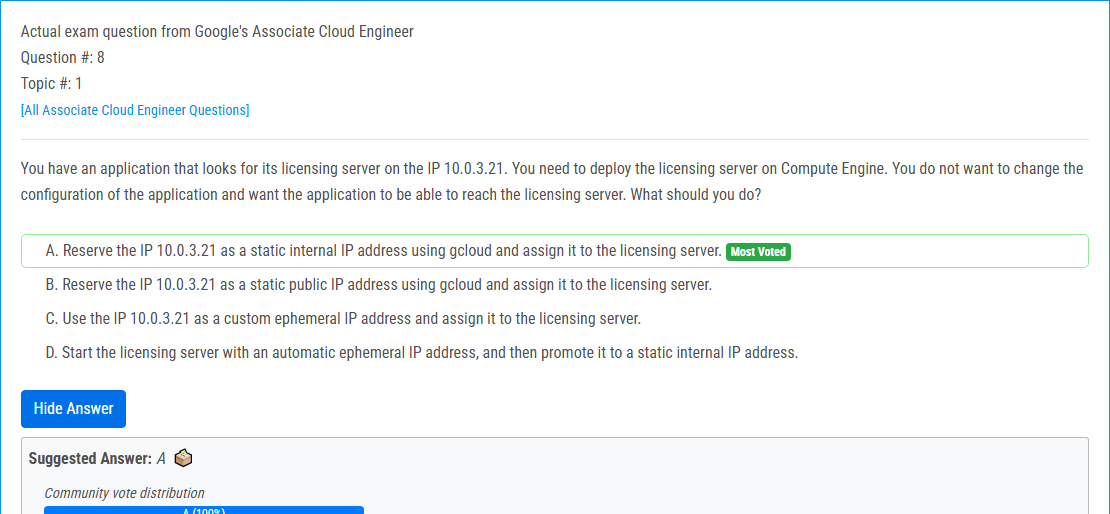 Actual exam question from Google's Associate Cloud Engineer
Question #: 8
Topic #: 1
[All Associate Cloud Engineer Questions]
You have an application that looks for its licensing server on the IP 10.0.3.21. You need to deploy the licensing server on Compute Engine. You do not want to change the
configuration of the application and want the application to be able to reach the licensing server. What should you do?
A. Reserve the IP 10.0.3.21 as a static internal IP address using gcloud and assign it to the licensing server. Most Voted
B. Reserve the IP 10.0.3.21 as a static public IP address using gcloud and assign it to the licensing server.
C. Use the IP 10.0.3.21 as a custom ephemeral IP address and assign it to the licensing server.
D. Start the licensing server with an automatic ephemeral IP address, and then promote it to a static internal IP address.
Hide Answer
Suggested Answer: A
Community vote distribution
A (100%)